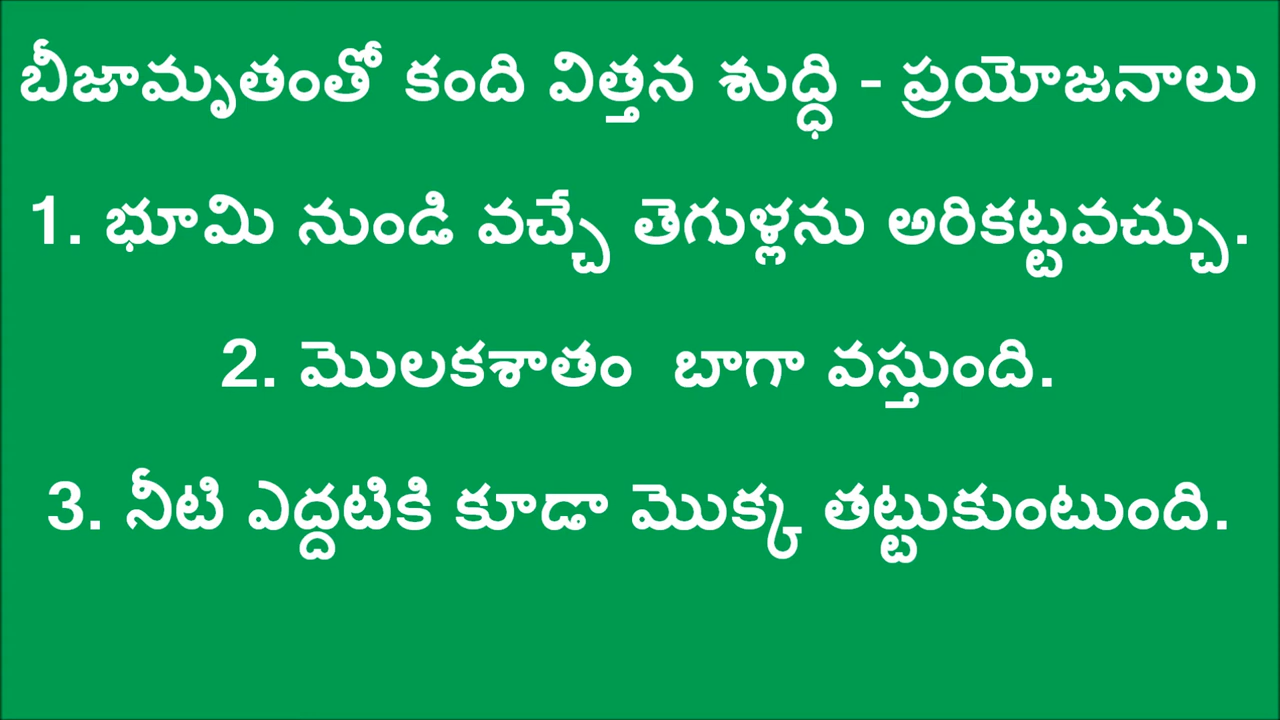 బీజామృతంతో కంది విత్తన శుద్ధి - ప్రయోజనాలు
1. భూమి నుండి వచ్చే తెగుళ్లను అరికట్టవచ్చు.
2. మొలకశాతం బాగా వస్తుంది.
3. నీటి ఎద్దటికి కూడా మొక్క తట్టుకుంటుంది.